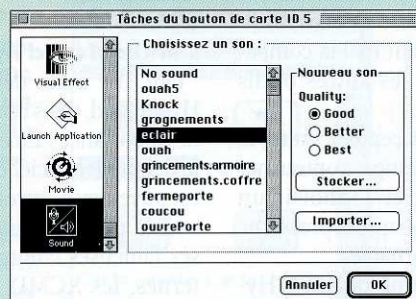 Tâches du bouton de carte ID 5
Visual Effect
Launch Application
Movie
Sound
Choisissez un son :
No sound
ouah5
Knock
grognements
eclair
ouah
grincements.armoire
grincements.coffre
fermeporte
coucou
ouvrePorte
Nouveau son
Quality:
Good
Better
Best
Stocker...
Importer...
Annuler
OK